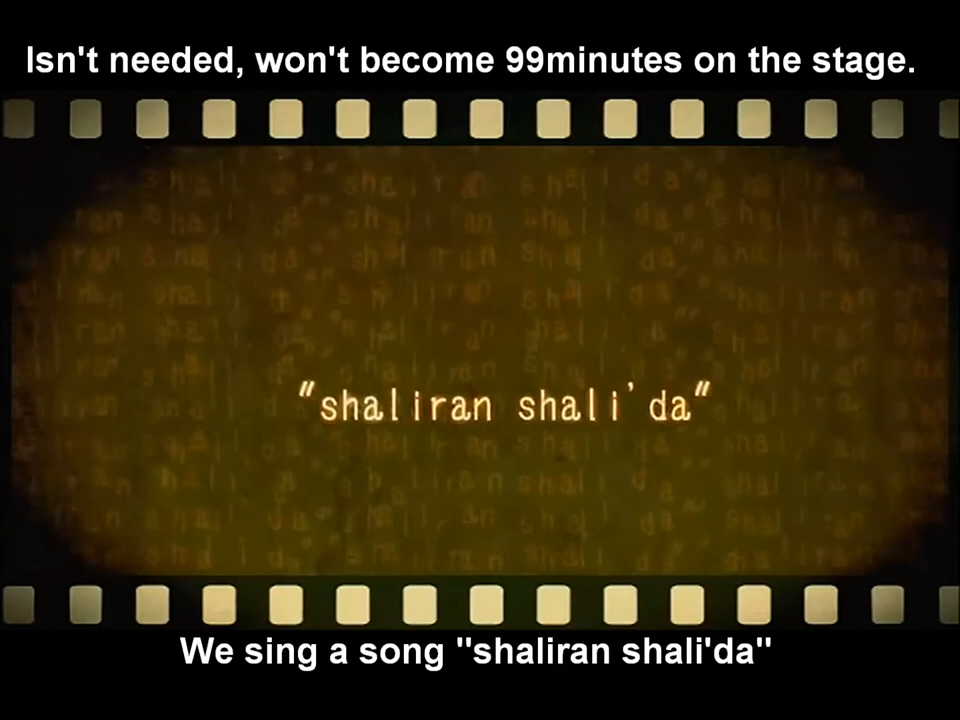 Isn't needed, won't become 99minutes on the stage.
"shaliran shali'da"
We sing a song "shaliran shali'da"